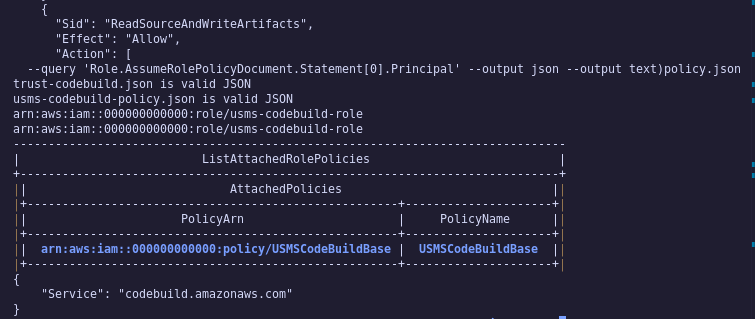 {
"Sid": "ReadSourceAndWriteArtifacts",
"Effect": "Allow",
"Action": [
--query 'Role.AssumeRolePolicyDocument.Statement[0].Principal' --output json --output text)policy.json
trust-codebuild.json is valid JSON
usms-codebuild-policy.json is valid JSON
arn:aws:iam::000000000000:role/usms-codebuild-role
arn:aws:iam::000000000000:role/usms-codebuild-role
-------------------------------------------------------------------------------
|                          ListAttachedRolePolicies                           |
+-----------------------------------------------------------------------------+
||                             AttachedPolicies                              ||
|+-----------------------------------------------------+---------------------+|
||                      PolicyArn                      |     PolicyName      ||
|+-----------------------------------------------------+---------------------+|
||  arn:aws:iam::000000000000:policy/USMSCodeBuildBase |  USMSCodeBuildBase  ||
|+-----------------------------------------------------+---------------------+|
{
"Service": "codebuild.amazonaws.com"
}